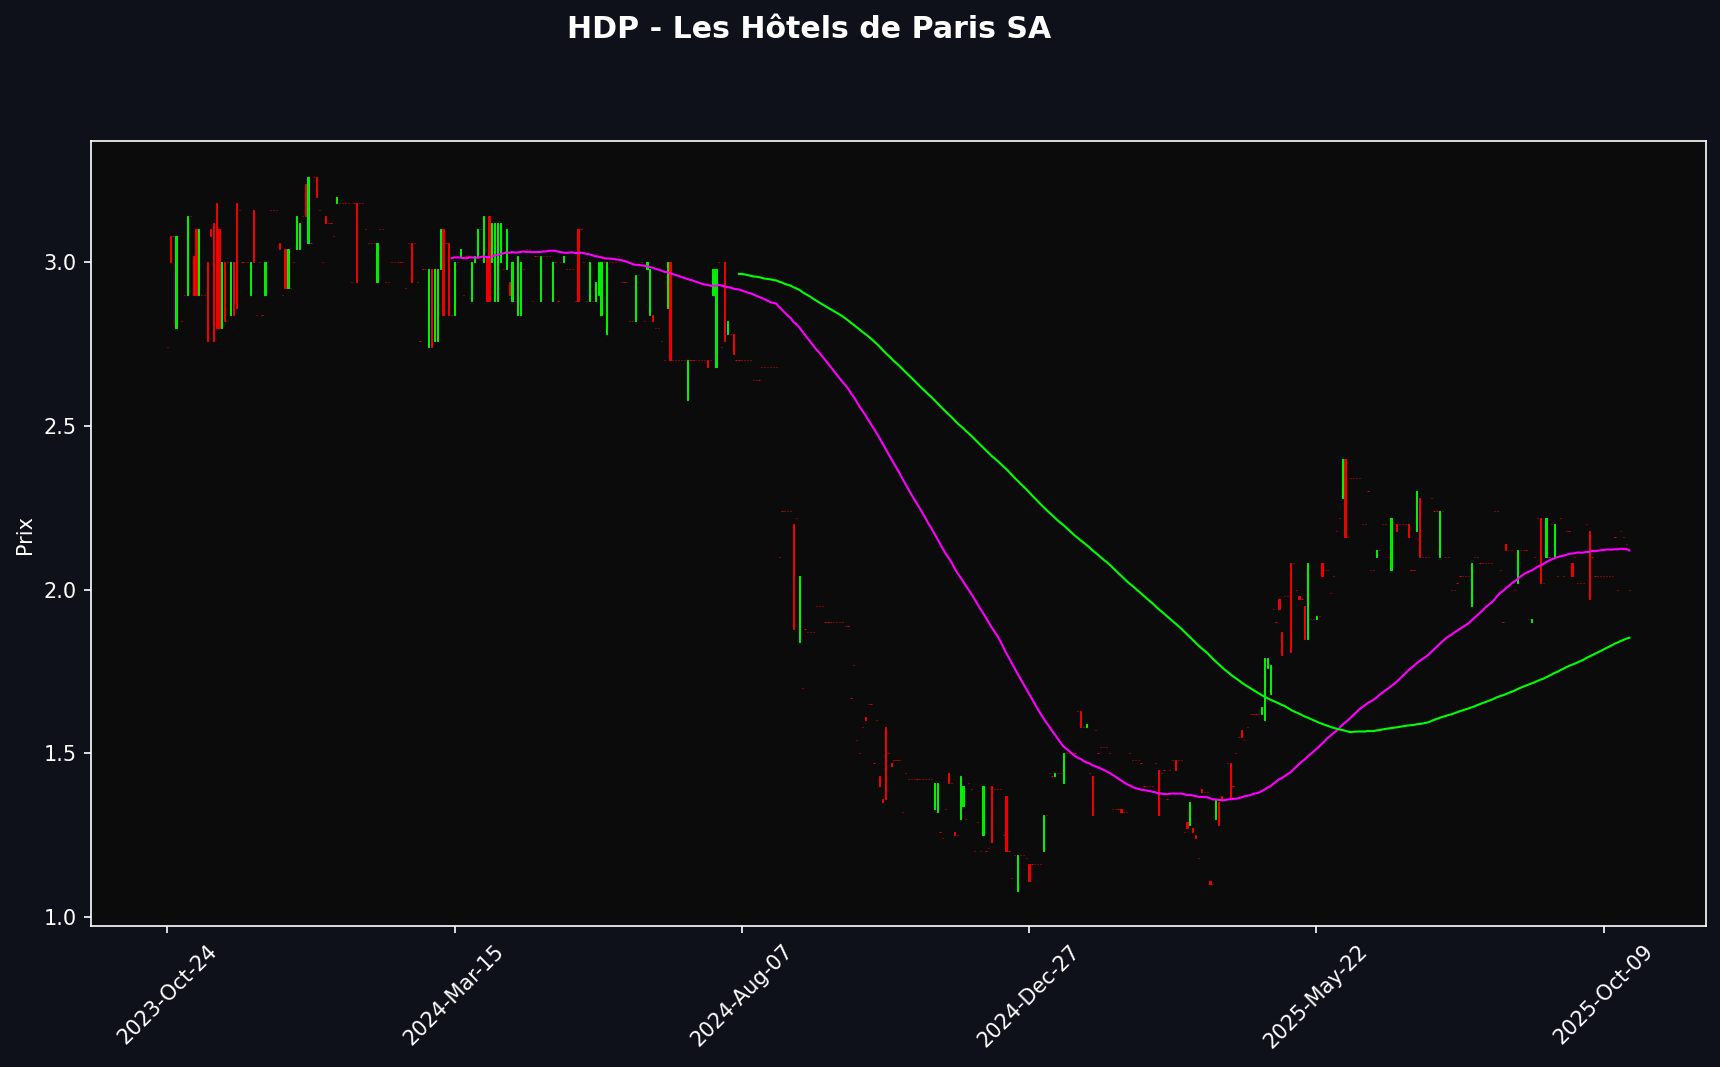 HDP - Les Hôtels de Paris SA
3.0
2.5
2.0
1.5
1.0
Prix
2023-Oct-24
2024-Mar-15
2024-Aug-07
2024-Dec-27
2025-May-22
2025-Oct-09